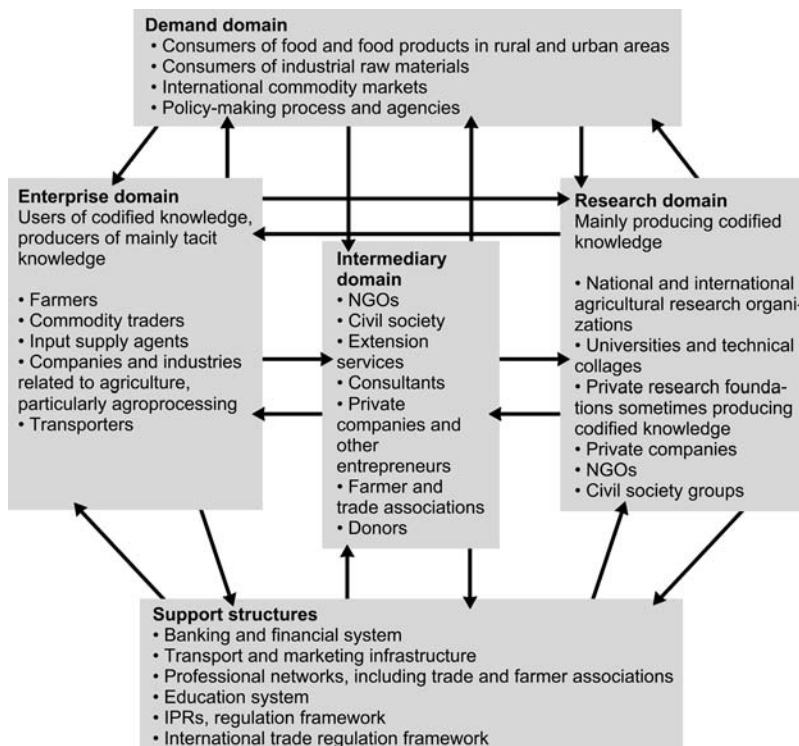 Demand domain
• Consumers of food and food products in rural and urban areas
• Consumers of industrial raw materials
• International commodity markets
• Policy-making process and agencies
Enterprise domain
Users of codified knowledge,
producers of mainly tacit
knowledge
• Farmers
• Commodity traders
• Input supply agents
• Companies and industries
related to agriculture,
particularly agroprocessing
• Transporters
Intermediary
domain
• NGOs
• Civil society
• Extension
services
• Consultants
• Private
companies and
other
entrepreneurs
• Farmer and
trade associations
• Donors
Research domain
Mainly producing codified
knowledge
• National and international
agricultural research organi-
zations
• Universities and technical
collages
• Private research founda-
tions sometimes producing
codified knowledge
• Private companies
• NGOs
• Civil society groups
Support structures
• Banking and financial system
• Transport and marketing infrastructure
• Professional networks, including trade and farmer associations
• Education system
• IPRs, regulation framework
• International trade regulation framework